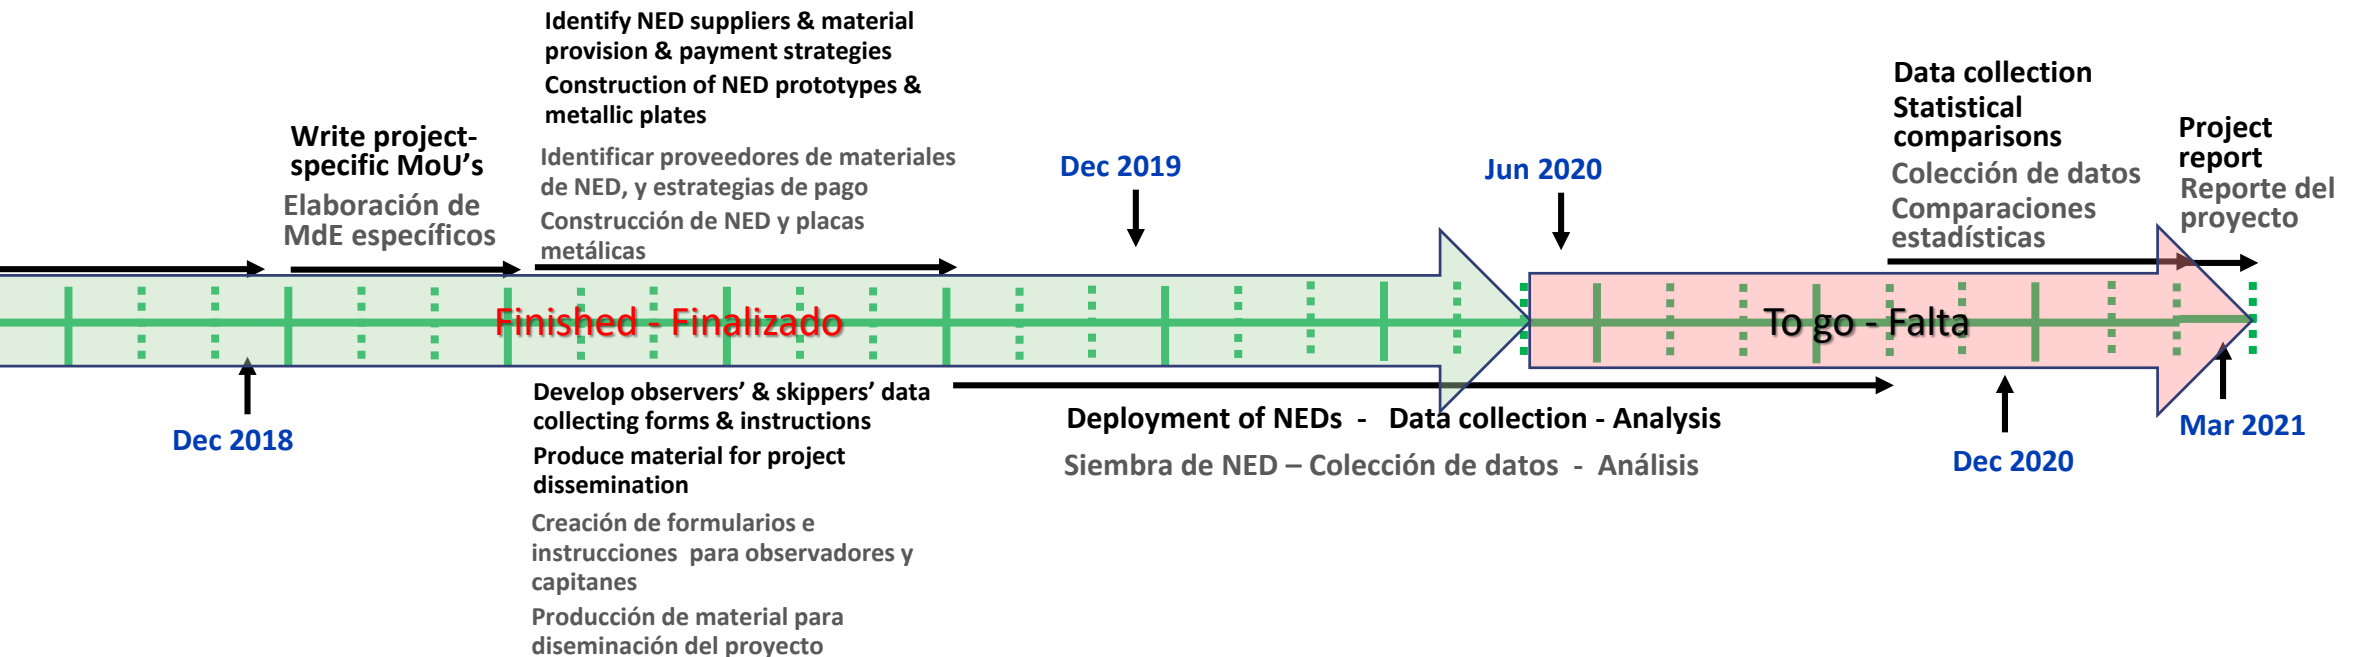 Identify NED suppliers & material
provision & payment strategies
Construction of NED prototypes &
metallic plates
Identificar proveedores de materiales
de NED, y estrategias de pago
Construcción de NED y placas
metálicas
Write project-
specific MoU's
Elaboración de
MdE específicos
Dec 2019
Jun 2020
Data collection
Statistical
comparisons
Colección de datos
Comparaciones
estadísticas
Project
report
Reporte del
proyecto
Finished - Finalizado
To go - Falta
Dec 2018
Develop observers’ & skippers’ data
collecting forms & instructions
Produce material for project
dissemination
Creación de formularios e
instrucciones para observadores y
capitanes
Producción de material para
diseminación del proyecto
Deployment of NEDs - Data collection - Analysis
Siembra de NED – Colección de datos - Análisis
Dec 2020
Mar 2021